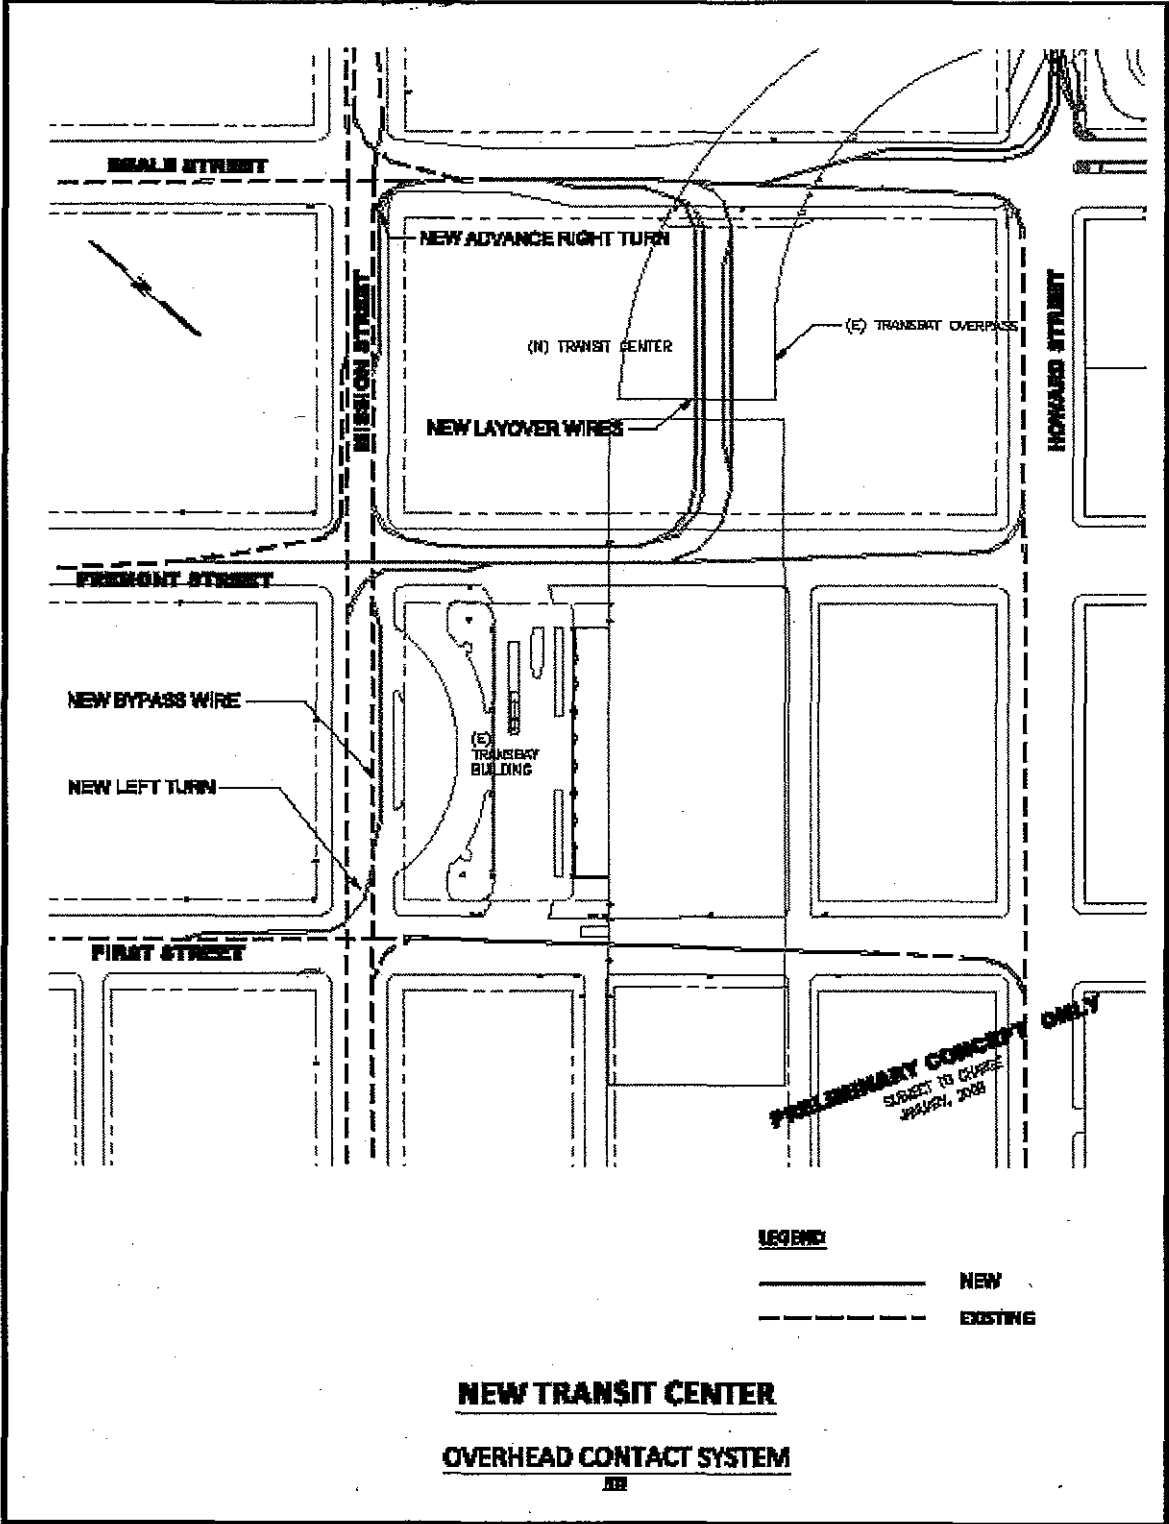 BEALE STREET
NEW ADVANCE RIGHT TURN
MISSION STREET
HOWARD STREET
(E) TRANSBAY OVERPASS
(N) TRANSIT CENTER
NEW LAYOVER WIRES
FREMONT STREET
NEW BYPASS WIRE
(E)
TRANSBAY
BUILDING
NEW LEFT TURN
FIRST STREET
PRELIMINARY CONCEPT ONLY
SUBJECT TO CHANGE
LEGEND
NEW
EXISTING
NEW TRANSIT CENTER
OVERHEAD CONTACT SYSTEM